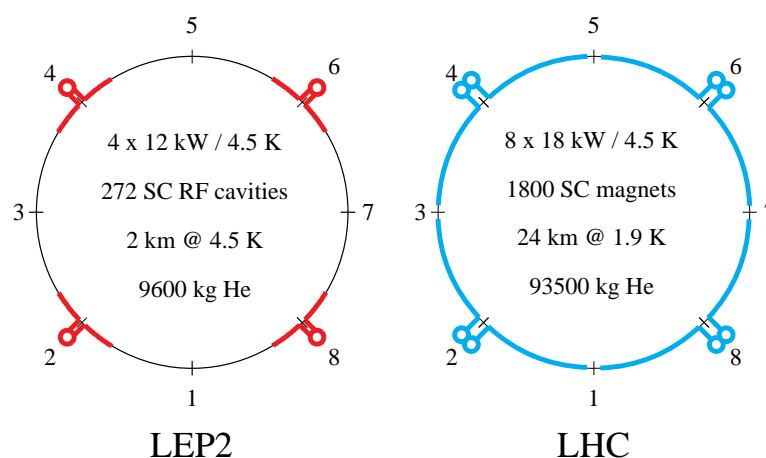 5
4
6
4 x 12 kW / 4.5 K
272 SC RF cavities
3
7
2 km @ 4.5 K
9600 kg He
2
8
1
LEP2
5
4
6
8 x 18 kW / 4.5 K
1800 SC magnets
3
7
24 km @ 1.9 K
93500 kg He
2
8
1
LHC